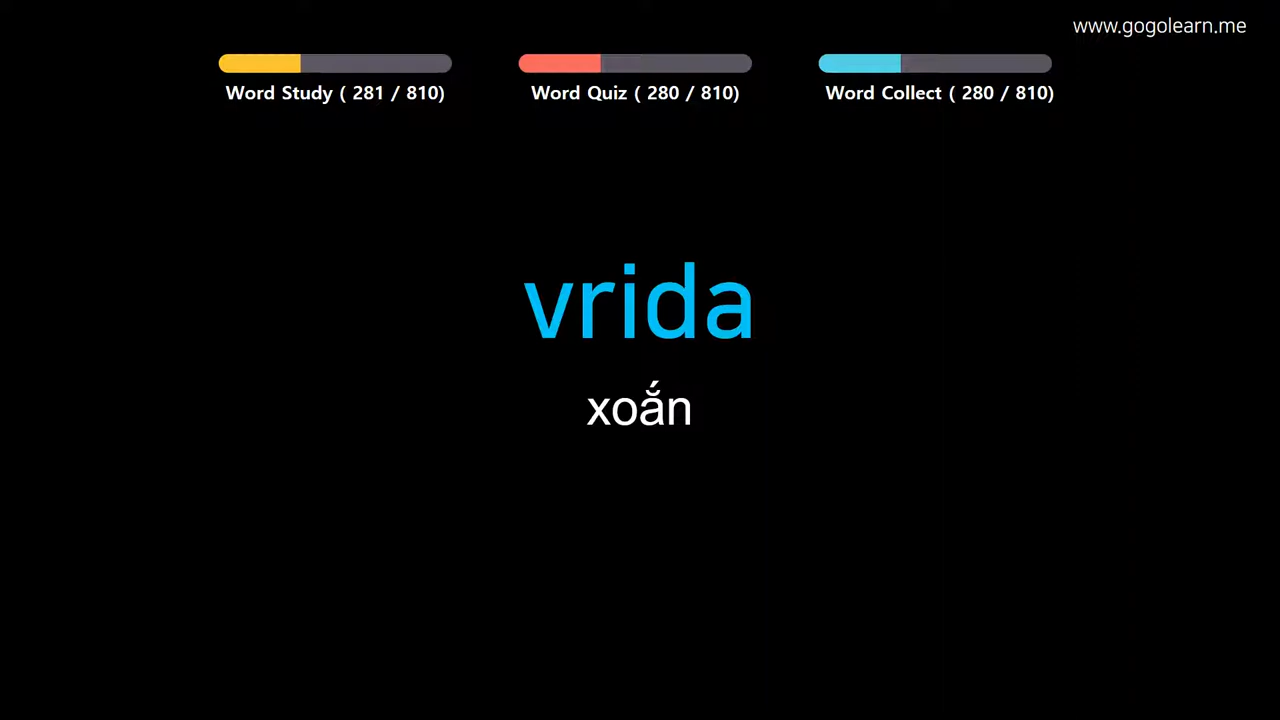 www.gogolearn.me
Word Study ( 281 / 810)
Word Quiz ( 280 / 810)
Word Collect ( 280 / 810)
vrida
xoắn